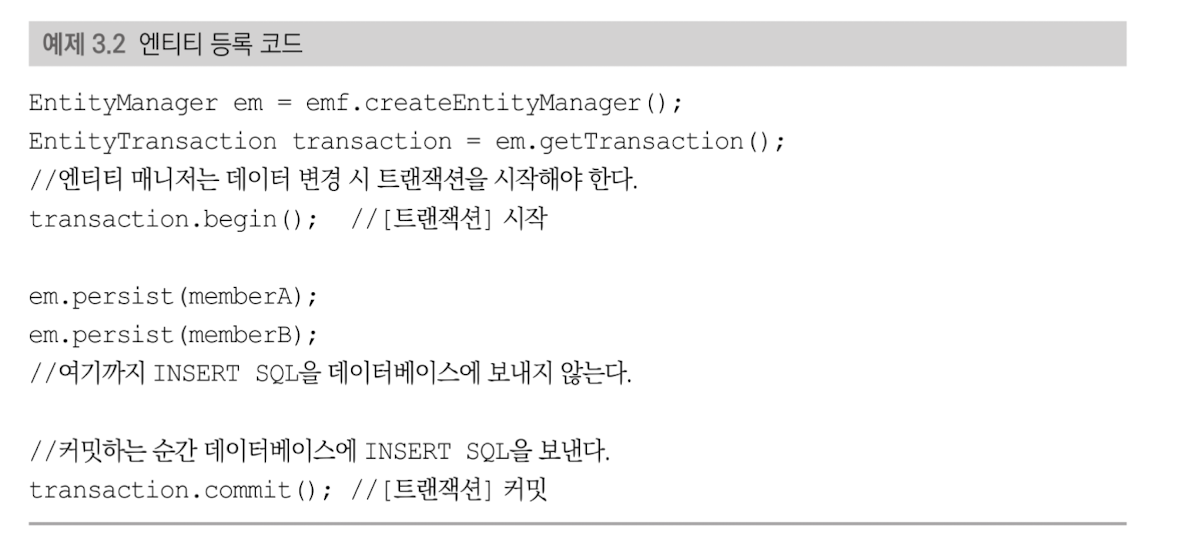 예제 3.2 엔티티 등록 코드
EntityManager em = emf.createEntityManager();
EntityTransaction transaction = em.getTransaction();
//엔티티 매니저는 데이터 변경 시 트랜잭션을 시작해야 한다.
transaction.begin(); //[트랜잭션] 시작
em.persist(memberA);
em.persist(memberB);
//여기까지 INSERT SQL을 데이터베이스에 보내지 않는다.
//커밋하는 순간 데이터베이스에 INSERT SQL을 보낸다.
transaction.commit(); //[트랜잭션] 커밋